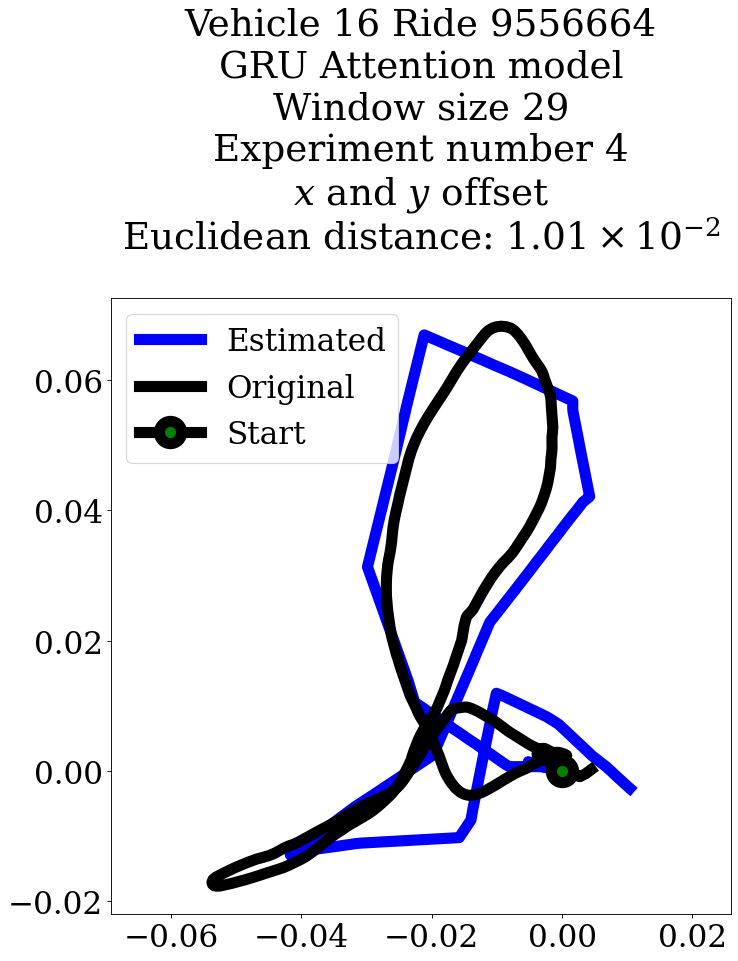 Vehicle 16 Ride 9556664
GRU Attention model
Window size 29
Experiment number 4
x and y offset
Euclidean distance: 1.01 × 10⁻²
Estimated
Original
Start
0.06
0.04
0.02
0.00
−0.02
−0.06
−0.04
−0.02
0.00
0.02